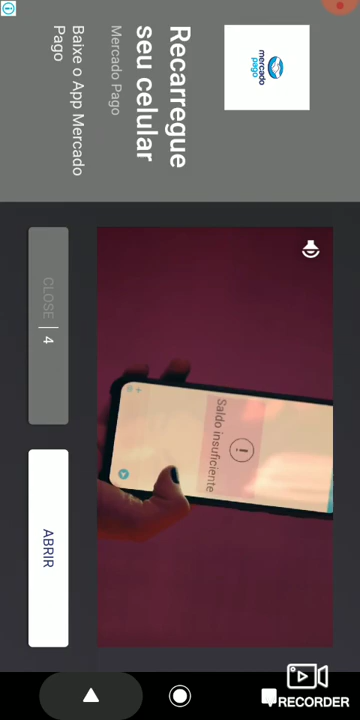 mercado
pago
Recarregue
seu celular
Mercado Pago
Baixe o App Mercado
Pago
Saldo insuficiente
CLOSE | 4
ABRIR
RECORDER